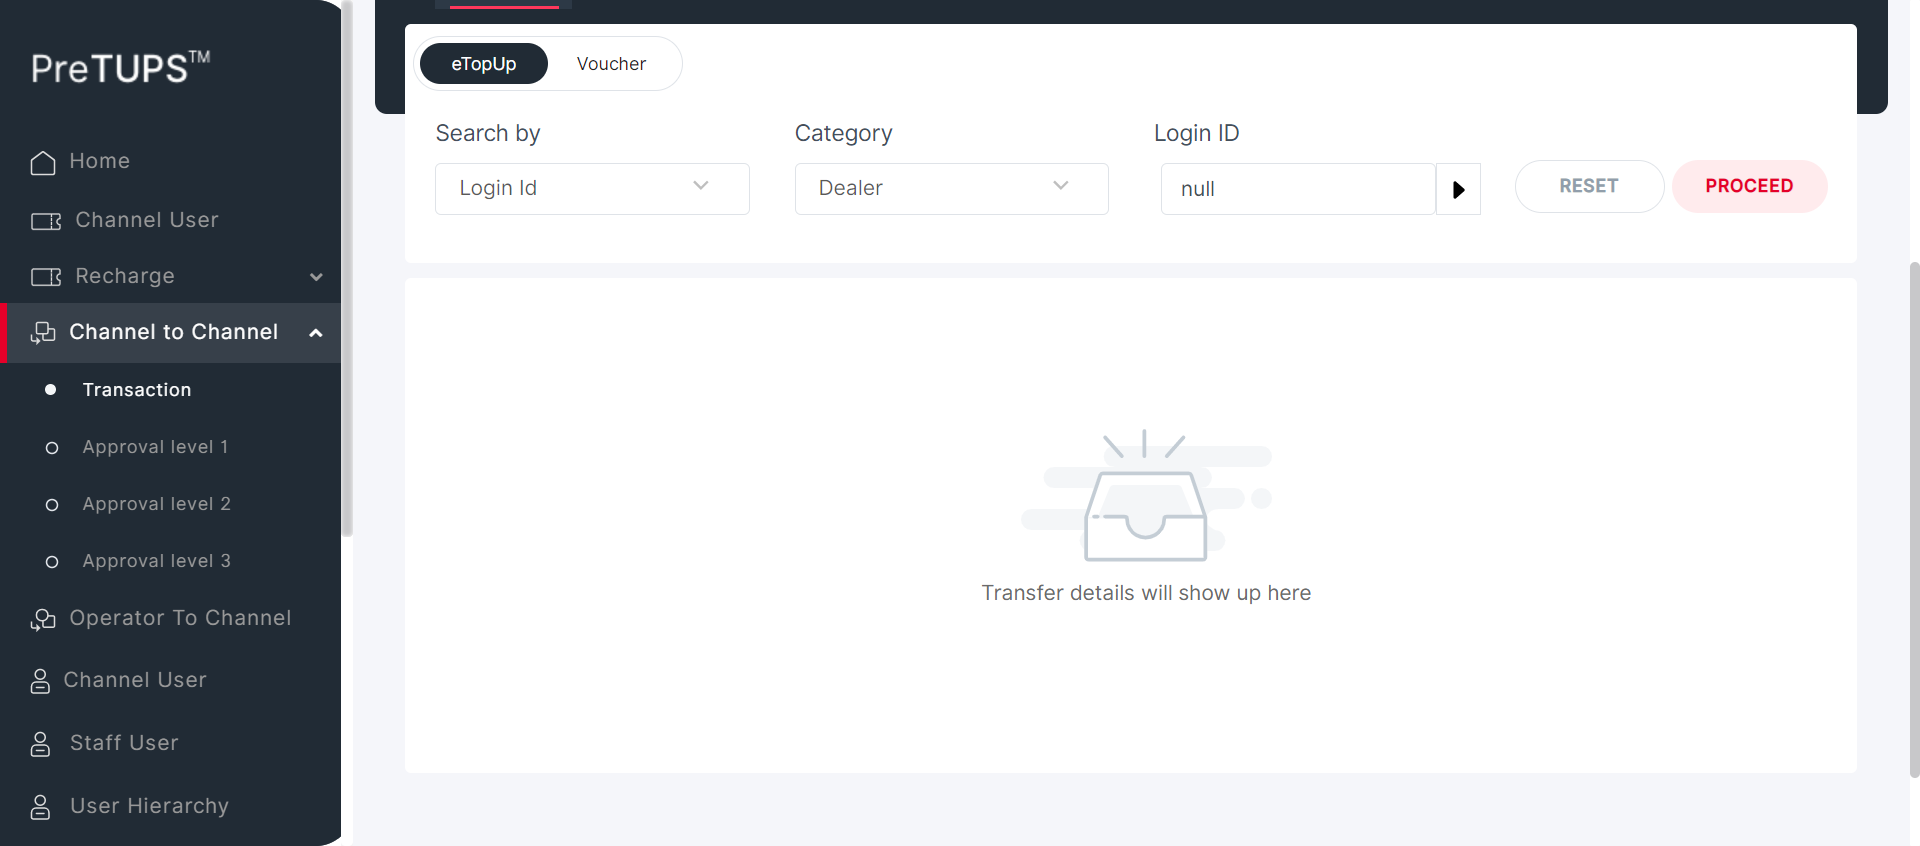 PreTUPS™
Home
Channel User
Recharge
Channel to Channel
Transaction
Approval level 1
Approval level 2
Approval level 3
Operator To Channel
Channel User
Staff User
User Hierarchy
eTopUp
Voucher
Search by
Category
Login ID
Login Id
Dealer
null
RESET
PROCEED
Transfer details will show up here